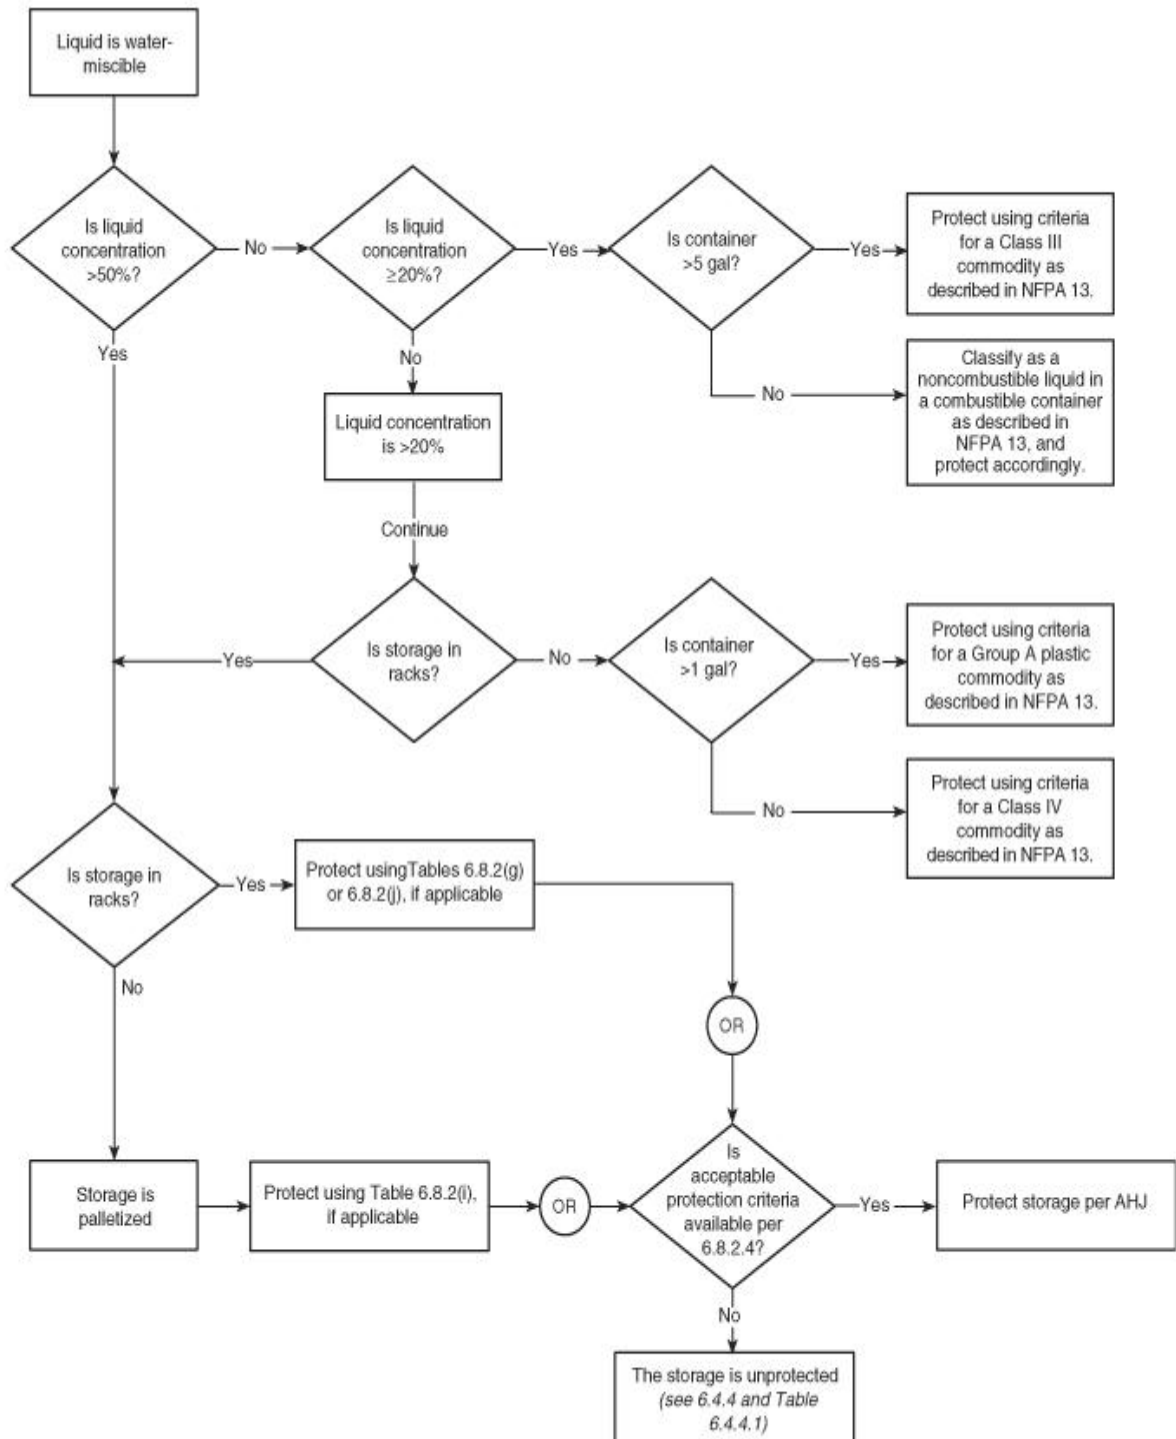 Liquid is water-
miscible
Is liquid
concentration
>50%?
No
Is liquid
concentration
≥20%?
Yes
Is container
>5 gal?
Yes
Protect using criteria
for a Class III
commodity as
described in NFPA 13.
Yes
No
No
Classify as a
noncombustible liquid in
a combustible container
as described in
NFPA 13, and
protect accordingly.
Liquid concentration
is >20%
Continue
Is storage in
racks?
Yes
No
Is container
>1 gal?
Yes
Protect using criteria
for a Group A plastic
commodity as
described in NFPA 13.
No
Protect using criteria
for a Class IV
commodity as
described in NFPA 13.
Is storage in
racks?
Yes
Protect usingTables 6.8.2(g)
or 6.8.2(j), if applicable
No
OR
Storage is
palletized
Protect using Table 6.8.2(i),
if applicable
OR
Is
acceptable
protection criteria
available per
6.8.2.4?
Yes
Protect storage per AHJ
No
The storage is unprotected
(see 6.4.4 and Table
6.4.4.1)